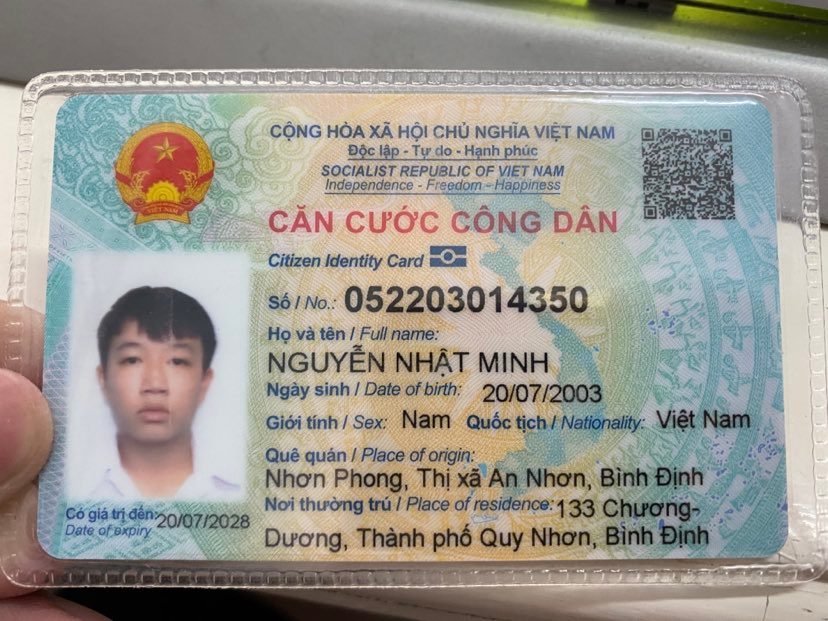 CỘNG HÒA XÃ HỘI CHỦ NGHĨA VIỆT NAM
Độc lập - Tự do - Hạnh phúc
SOCIALIST REPUBLIC OF VIET NAM
Independence - Freedom - Happiness
CĂN CƯỚC CÔNG DÂN
Citizen Identity Card
Số / No.: 052203014350
Họ và tên / Full name:
NGUYỄN NHẬT MINH
Ngày sinh / Date of birth: 20/07/2003
Giới tính / Sex: Nam Quốc tịch / Nationality: Việt Nam
Quê quán / Place of origin:
Nhơn Phong, Thị xã An Nhơn, Bình Định
Nơi thường trú / Place of residence: 133 Chương-
Dương, Thành phố Quy Nhơn, Bình Định
Có giá trị đến: 20/07/2028
Date of expiry
VIỆT NAM